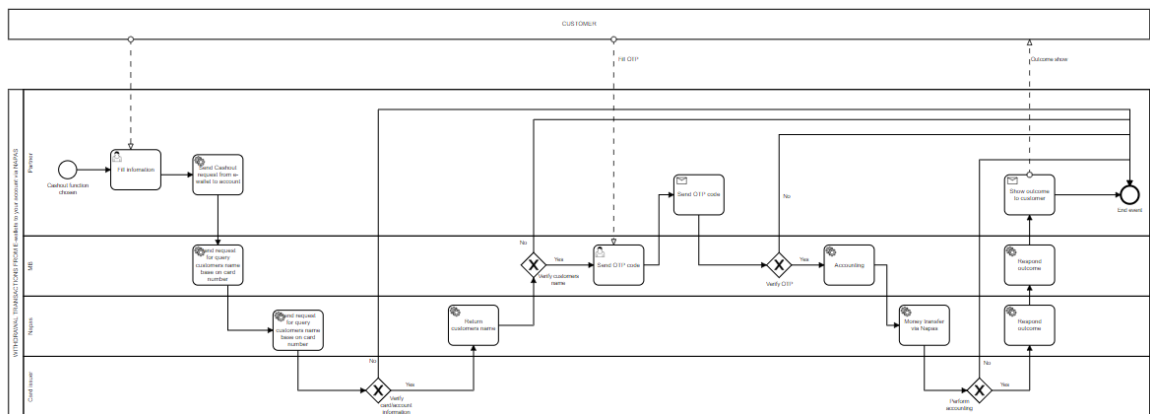 CUSTOMER
Fill OTP
Outcome show
WITHDRAWAL TRANSACTIONS FROM E-wallets to your account via NAPAS
Partner
Cashout function
chosen
Fill information
Send Cashout
request from e-
wallet to account
Send OTP code
No
Show outcome
to customer
End event
MB
Send request
for query
customers name
base on card
number
No
Yes
Verify customers
name
Send OTP code
Yes
Verify OTP
Accounting
Respond
outcome
Napas
Send request
for query
customers name
base on card
number
Return
customers name
Money transfer
via Napas
Respond
outcome
Card issuer
No
Yes
Verify
card/account
information
No
Yes
Perform
accounting